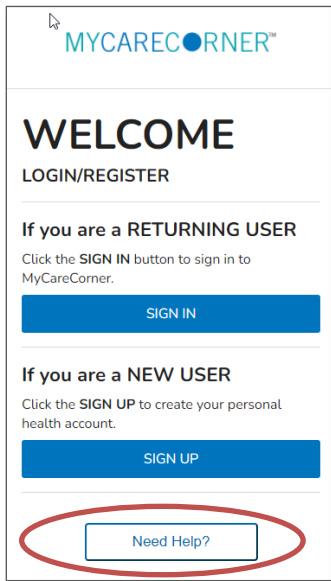 MYCARECORNER™
WELCOME
LOGIN/REGISTER
If you are a RETURNING USER
Click the SIGN IN button to sign in to
MyCareCorner.
SIGN IN
If you are a NEW USER
Click the SIGN UP to create your personal
health account.
SIGN UP
Need Help?